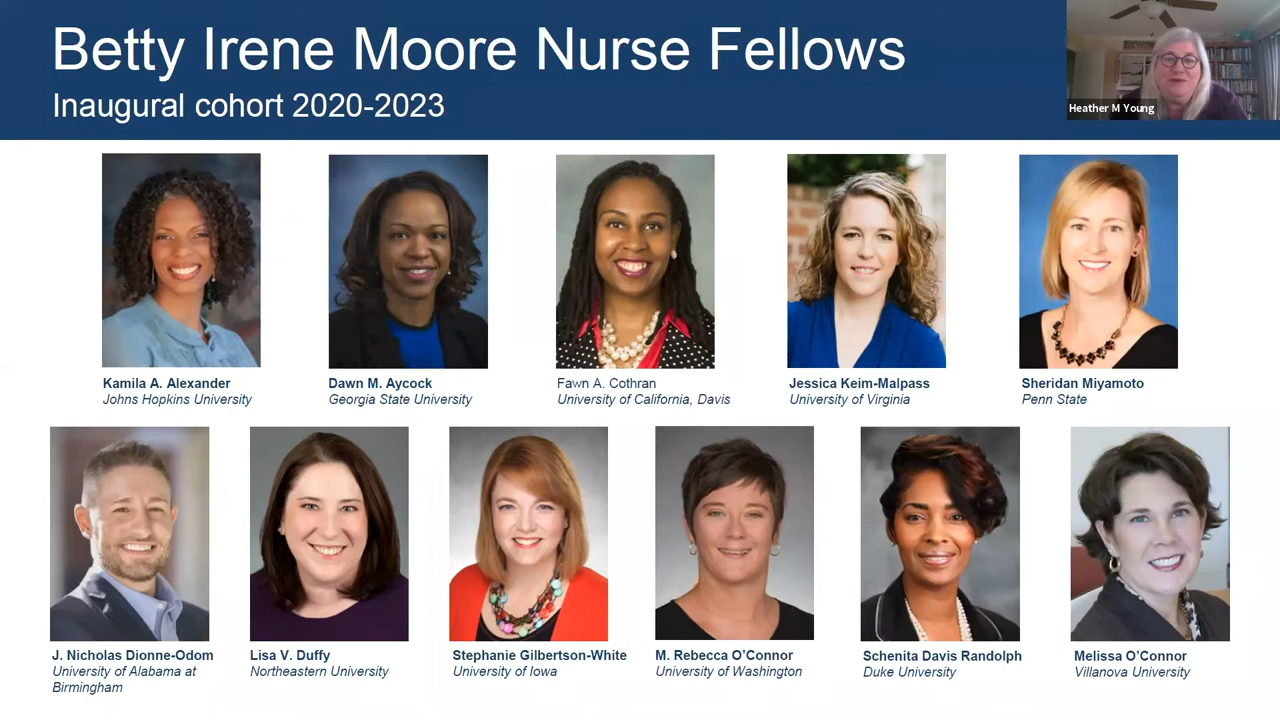 Betty Irene Moore Nurse Fellows
Inaugural cohort 2020-2023
Heather M Young
Kamila A. Alexander
Johns Hopkins University
Dawn M. Aycock
Georgia State University
Fawn A. Cothran
University of California, Davis
Jessica Keim-Malpass
University of Virginia
Sheridan Miyamoto
Penn State
J. Nicholas Dionne-Odom
University of Alabama at
Birmingham
Lisa V. Duffy
Northeastern University
Stephanie Gilbertson-White
University of Iowa
M. Rebecca O’Connor
University of Washington
Schenita Davis Randolph
Duke University
Melissa O’Connor
Villanova University